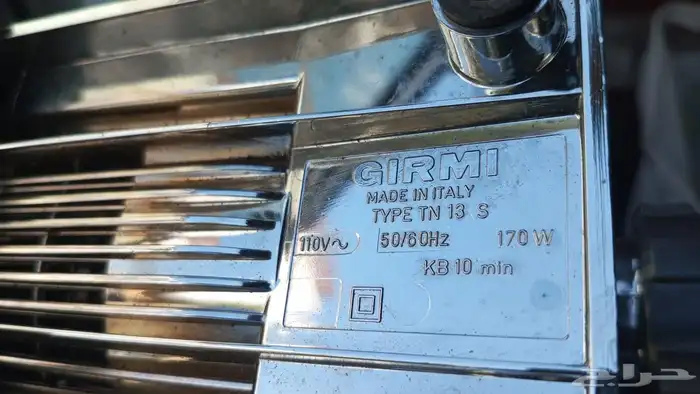 GIRMI
MADE IN ITALY
TYPE TN 13 S
110V~ 50/60Hz 170 W
KB 10 min
حراج